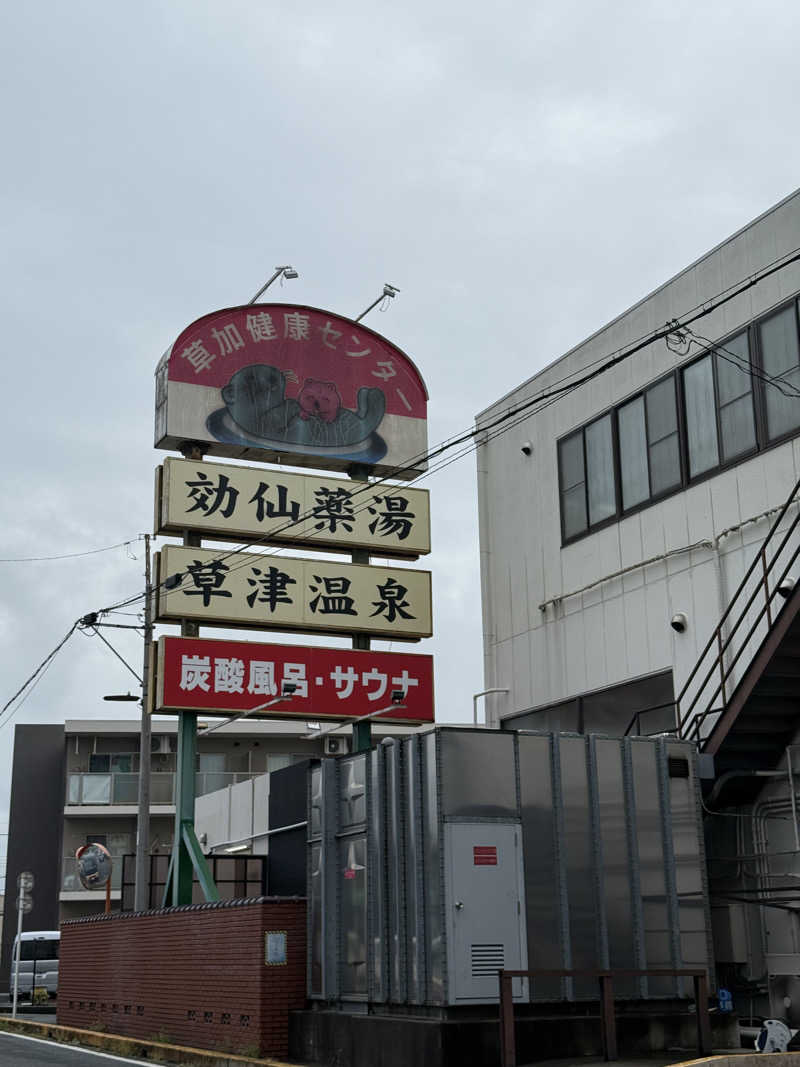 草加健康センター
効仙薬湯
草津温泉
炭酸風呂・サウナ